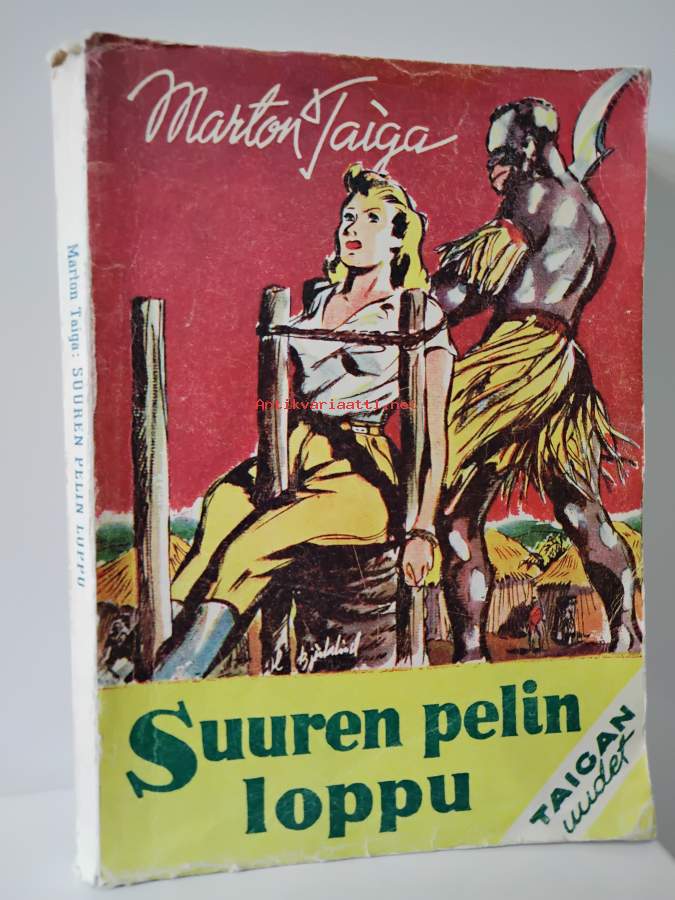 Marton Taiga
Marton Taiga: SUUREN PELIN LOPPU
Antikvariaatti.net
Suuren pelin
loppu
TAIGAN
uudet